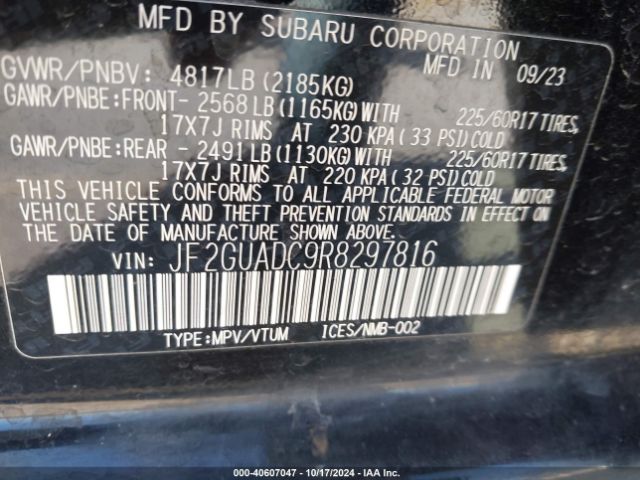 MFD BY SUBARU CORPORATION
MFD IN 09/23
GVWR/PNBV: 4817LB (2185KG)
GAWR/PNBE:FRONT- 2568 LB (1165KG) WITH 225/60R17 TIRES,
17X7J RIMS AT 230 KPA ( 33 PSI) COLD
GAWR/PNBE:REAR - 2491 LB (1130KG) WITH 225/60R17 TIRES,
17X7J RIMS AT 220 KPA ( 32 PSI) COLD
THIS VEHICLE CONFORMS TO ALL APPLICABLE FEDERAL MOTOR
VEHICLE SAFETY AND THEFT PREVENTION STANDARDS IN EFFECT ON
THE DATE OF MANUFACTURE SHOWN ABOVE.
VIN: JF2GUADC9R8297816
TYPE:MPV/VTUM ICES/NMB-002
000-40607047 • 10/17/2024 • IAA Inc.